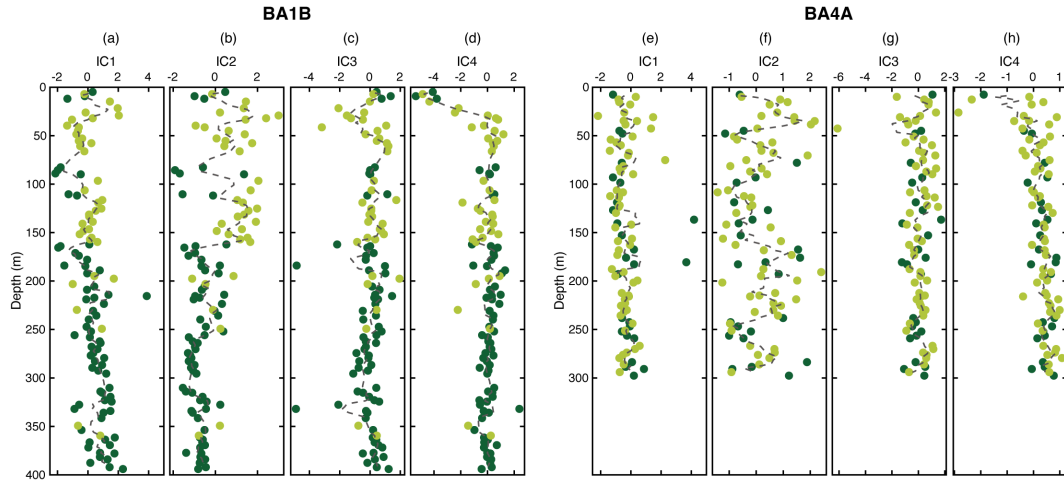 BA1B BA4A
(a) (b) (c) (d) (e) (f) (g) (h)
IC1 IC2 IC3 IC4 IC1 IC2 IC3 IC4
-2 0 2 4 -2 0 2 -2 0 2 -4 -2 0 2 -2 0 2 4 -1 0 1 2 -6 -4 -2 0 2 -3 -2 -1 0 1
0 0
50 50
100 100
150 150
200 200
250 250
300 300
350
400
Depth (m) Depth (m)